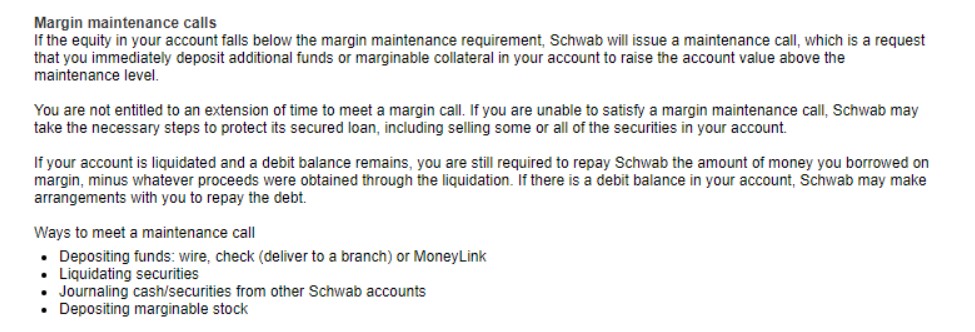 Margin maintenance calls
If the equity in your account falls below the margin maintenance requirement, Schwab will issue a maintenance call, which is a request
that you immediately deposit additional funds or marginable collateral in your account to raise the account value above the
maintenance level.
You are not entitled to an extension of time to meet a margin call. If you are unable to satisfy a margin maintenance call, Schwab may
take the necessary steps to protect its secured loan, including selling some or all of the securities in your account.
If your account is liquidated and a debit balance remains, you are still required to repay Schwab the amount of money you borrowed on
margin, minus whatever proceeds were obtained through the liquidation. If there is a debit balance in your account, Schwab may make
arrangements with you to repay the debt.
Ways to meet a maintenance call
• Depositing funds: wire, check (deliver to a branch) or MoneyLink
• Liquidating securities
• Journaling cash/securities from other Schwab accounts
• Depositing marginable stock